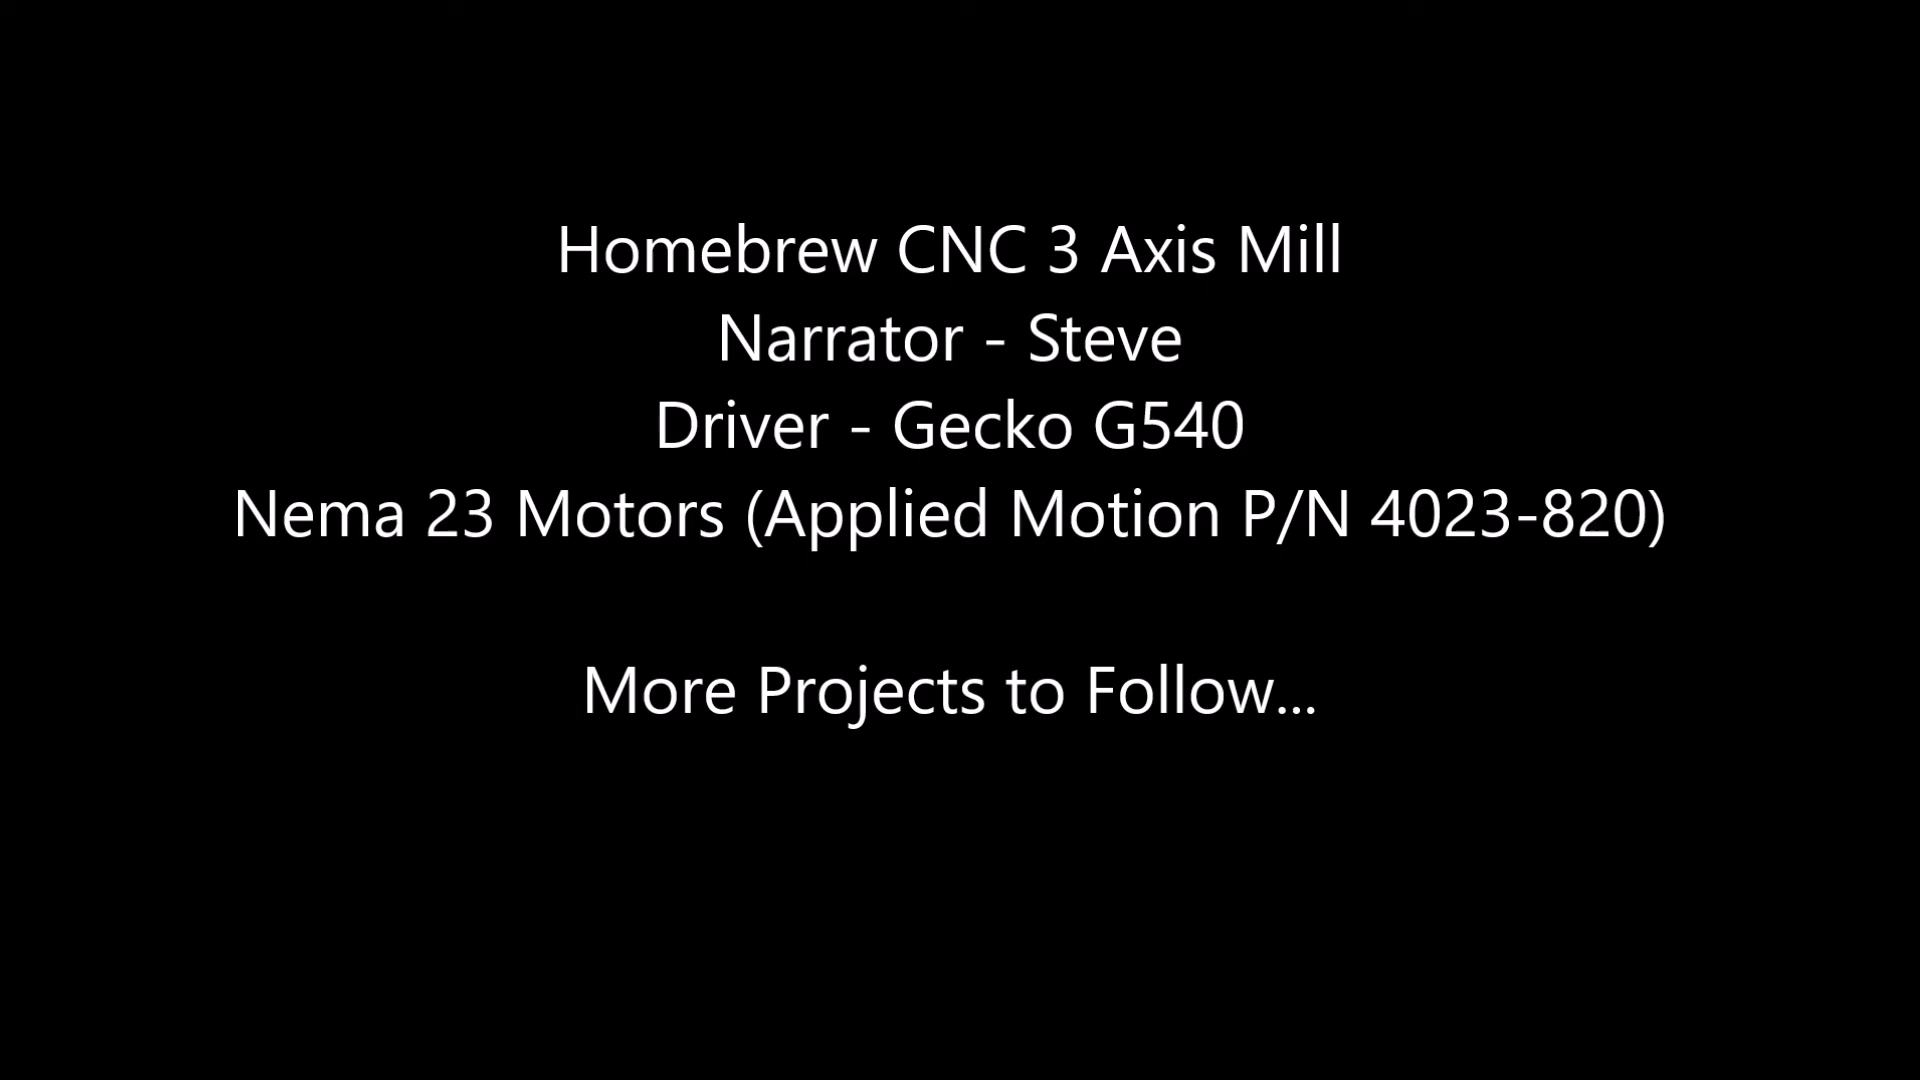 Homebrew CNC 3 Axis Mill
Narrator - Steve
Driver - Gecko G540
Nema 23 Motors (Applied Motion P/N 4023-820)
More Projects to Follow...